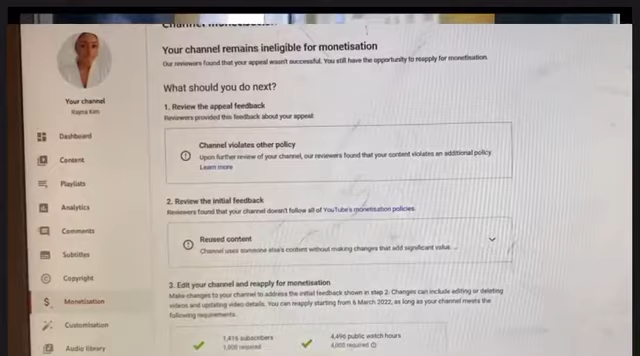 Channel monetisation
Your channel remains ineligible for monetisation
Our reviewers found that your appeal wasn't successful. You still have the opportunity to reapply for monetisation.
What should you do next?
1. Review the appeal feedback
Reviewers provided this feedback about your appeal
Channel violates other policy
Upon further review of your channel, our reviewers found that your content violates an additional policy.
Learn more
2. Review the initial feedback
Reviewers found that your channel doesn't follow all of YouTube's monetisation policies.
Reused content
Channel uses someone else's content without making changes that add significant value. ...
3. Edit your channel and reapply for monetisation
Make changes to your channel to address the initial feedback shown in step 2. Changes can include editing or deleting
videos and updating video details. You can reapply starting from 6 March 2022, as long as your channel meets the
following requirements.
1,416 subscribers
1,000 required
4,496 public watch hours
4,000 required
Your channel
Rayna Kim
Dashboard
Content
Playlists
Analytics
Comments
Subtitles
Copyright
Monetisation
Customisation
Audio library